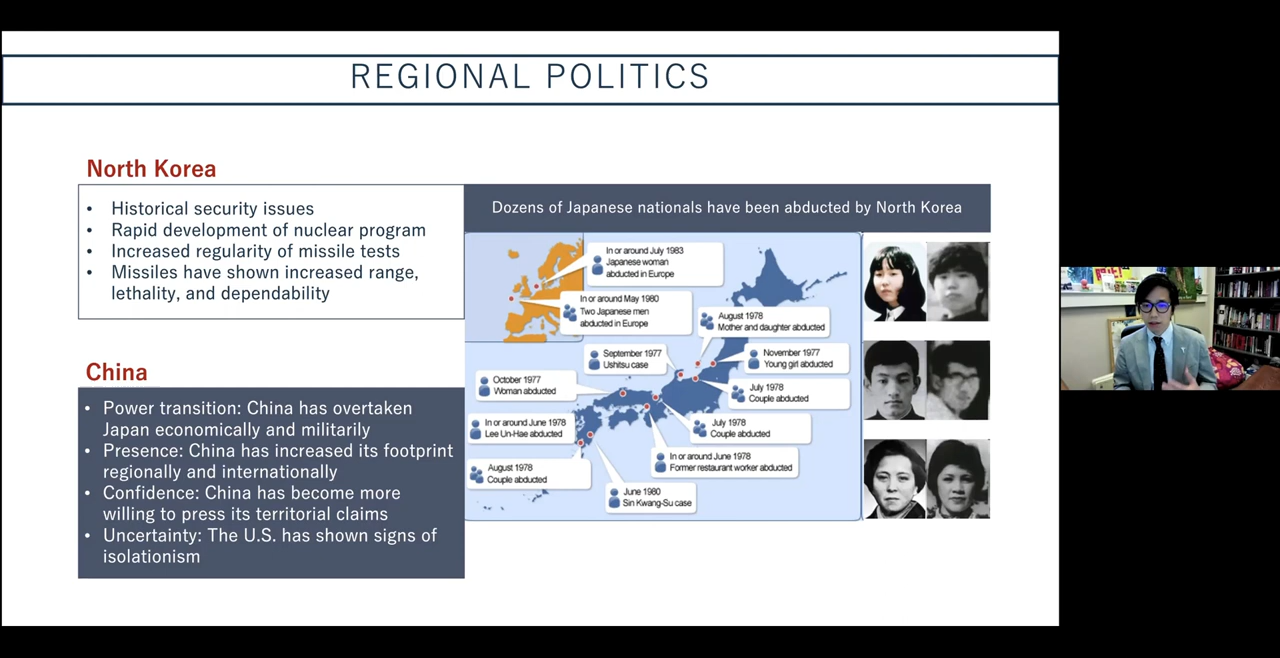 REGIONAL POLITICS
North Korea
• Historical security issues
• Rapid development of nuclear program
• Increased regularity of missile tests
• Missiles have shown increased range,
lethality, and dependability
China
• Power transition: China has overtaken
Japan economically and militarily
• Presence: China has increased its footprint
regionally and internationally
• Confidence: China has become more
willing to press its territorial claims
• Uncertainty: The U.S. has shown signs of
isolationism
Dozens of Japanese nationals have been abducted by North Korea
In or around July 1983
Japanese woman
abducted in Europe
In or around May 1980
Two Japanese men
abducted in Europe
August 1978
Mother and daughter abducted
September 1977
Ushitsu case
November 1977
Young girl abducted
October 1977
Woman abducted
July 1978
Couple abducted
In or around June 1978
Lee Un-Hae abducted
July 1978
Couple abducted
In or around June 1978
Former restaurant worker abducted
August 1978
Couple abducted
June 1980
Sin Kwang-Su case